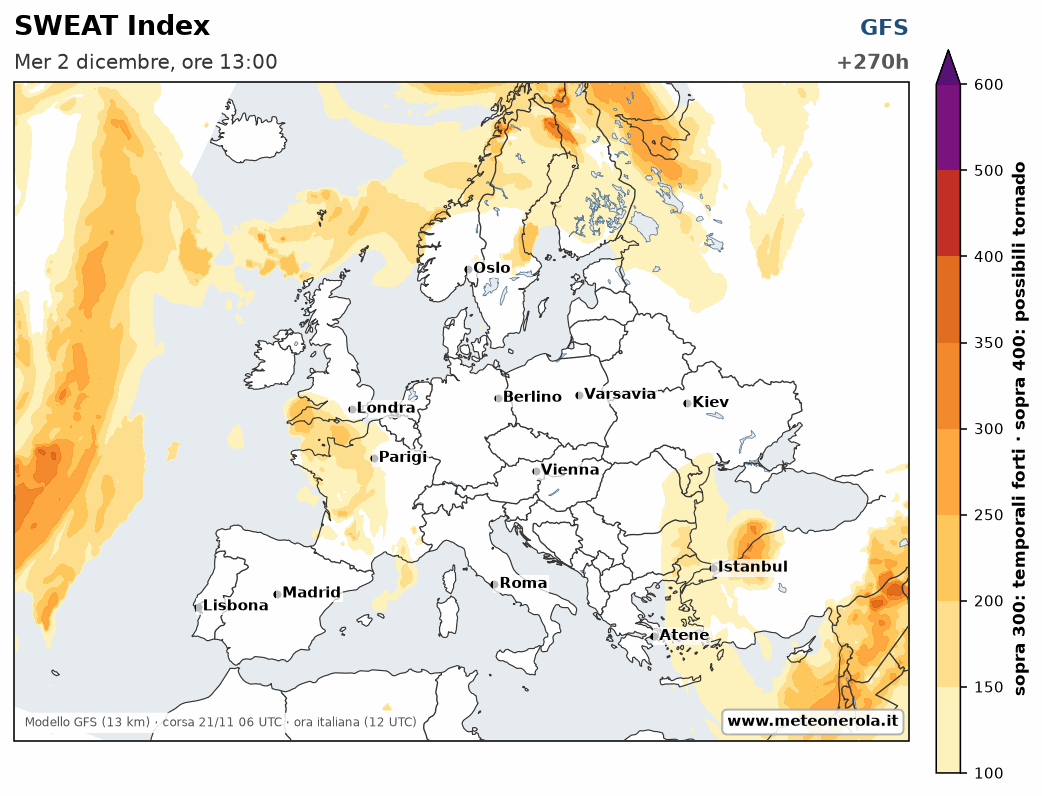 SWEAT Index
GFS
Mer 2 dicembre, ore 13:00
+270h
600
500
400
350
300
250
200
150
100
sopra 300: temporali forti · sopra 400: possibili tornado
Oslo
Berlino
Varsavia
Kiev
Londra
Parigi
Vienna
Istanbul
Roma
Madrid
Lisbona
Atene
Modello GFS (13 km) · corsa 21/11 06 UTC · ora italiana (12 UTC)
www.meteonerola.it